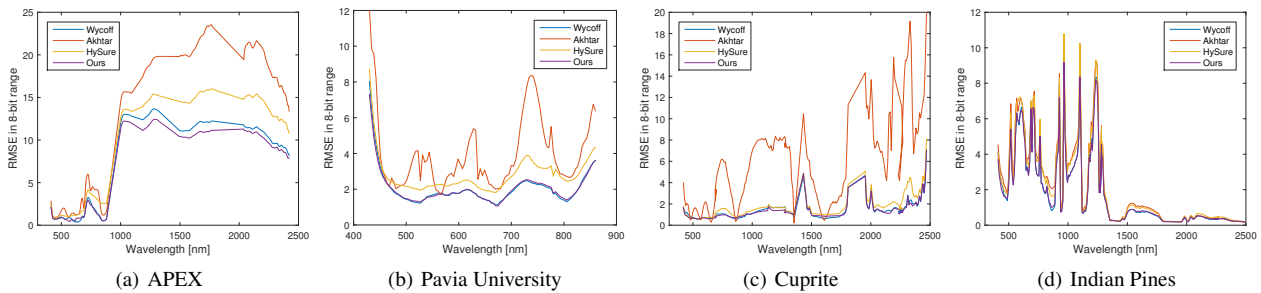 RMSE in 8-bit range
25
20
15
10
5
0
500
1000
1500
2000
2500
Wavelength [nm]
Wycoff
Akhtar
HySure
Ours
(a) APEX
RMSE in 8-bit range
12
10
8
6
4
2
0
400
500
600
700
800
900
Wavelength [nm]
Wycoff
Akhtar
HySure
Ours
(b) Pavia University
RMSE in 8-bit range
20
18
16
14
12
10
8
6
4
2
0
500
1000
1500
2000
2500
Wavelength [nm]
Wycoff
Akhtar
HySure
Ours
(c) Cuprite
RMSE in 8-bit range
12
10
8
6
4
2
0
500
1000
1500
2000
2500
Wavelength [nm]
Wycoff
Akhtar
HySure
Ours
(d) Indian Pines